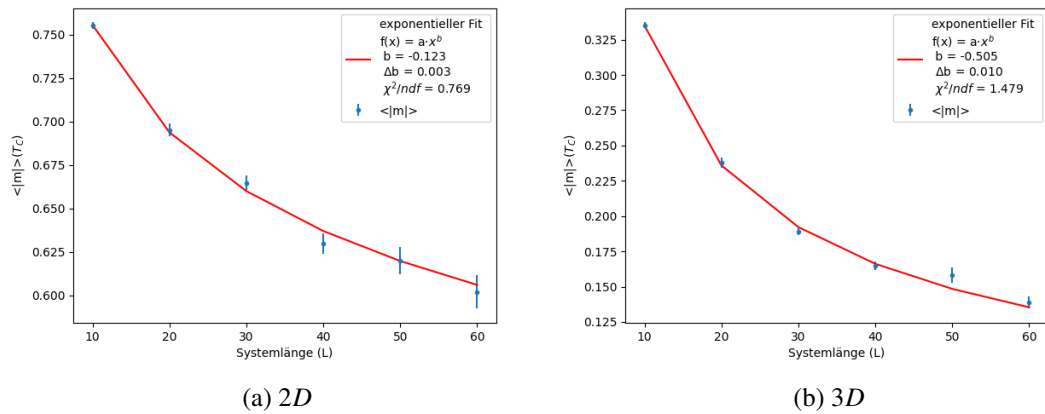 exponentieller Fit
f(x) = a·x^b
b = -0.123
Δb = 0.003
χ²/ndf = 0.769
<|m|>
<|m|>(T_C)
0.750
0.725
0.700
0.675
0.650
0.625
0.600
10 20 30 40 50 60
Systemlänge (L)
(a) 2D
exponentieller Fit
f(x) = a·x^b
b = -0.505
Δb = 0.010
χ²/ndf = 1.479
<|m|>
<|m|>(T_C)
0.325
0.300
0.275
0.250
0.225
0.200
0.175
0.150
0.125
10 20 30 40 50 60
Systemlänge (L)
(b) 3D